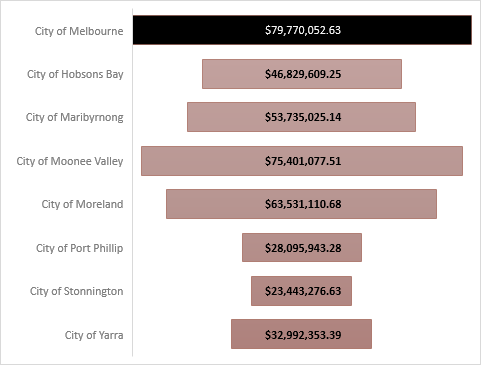 City of Melbourne $79,770,052.63
City of Hobsons Bay $46,829,609.25
City of Maribyrnong $53,735,025.14
City of Moonee Valley $75,401,077.51
City of Moreland $63,531,110.68
City of Port Phillip $28,095,943.28
City of Stonnington $23,443,276.63
City of Yarra $32,992,353.39